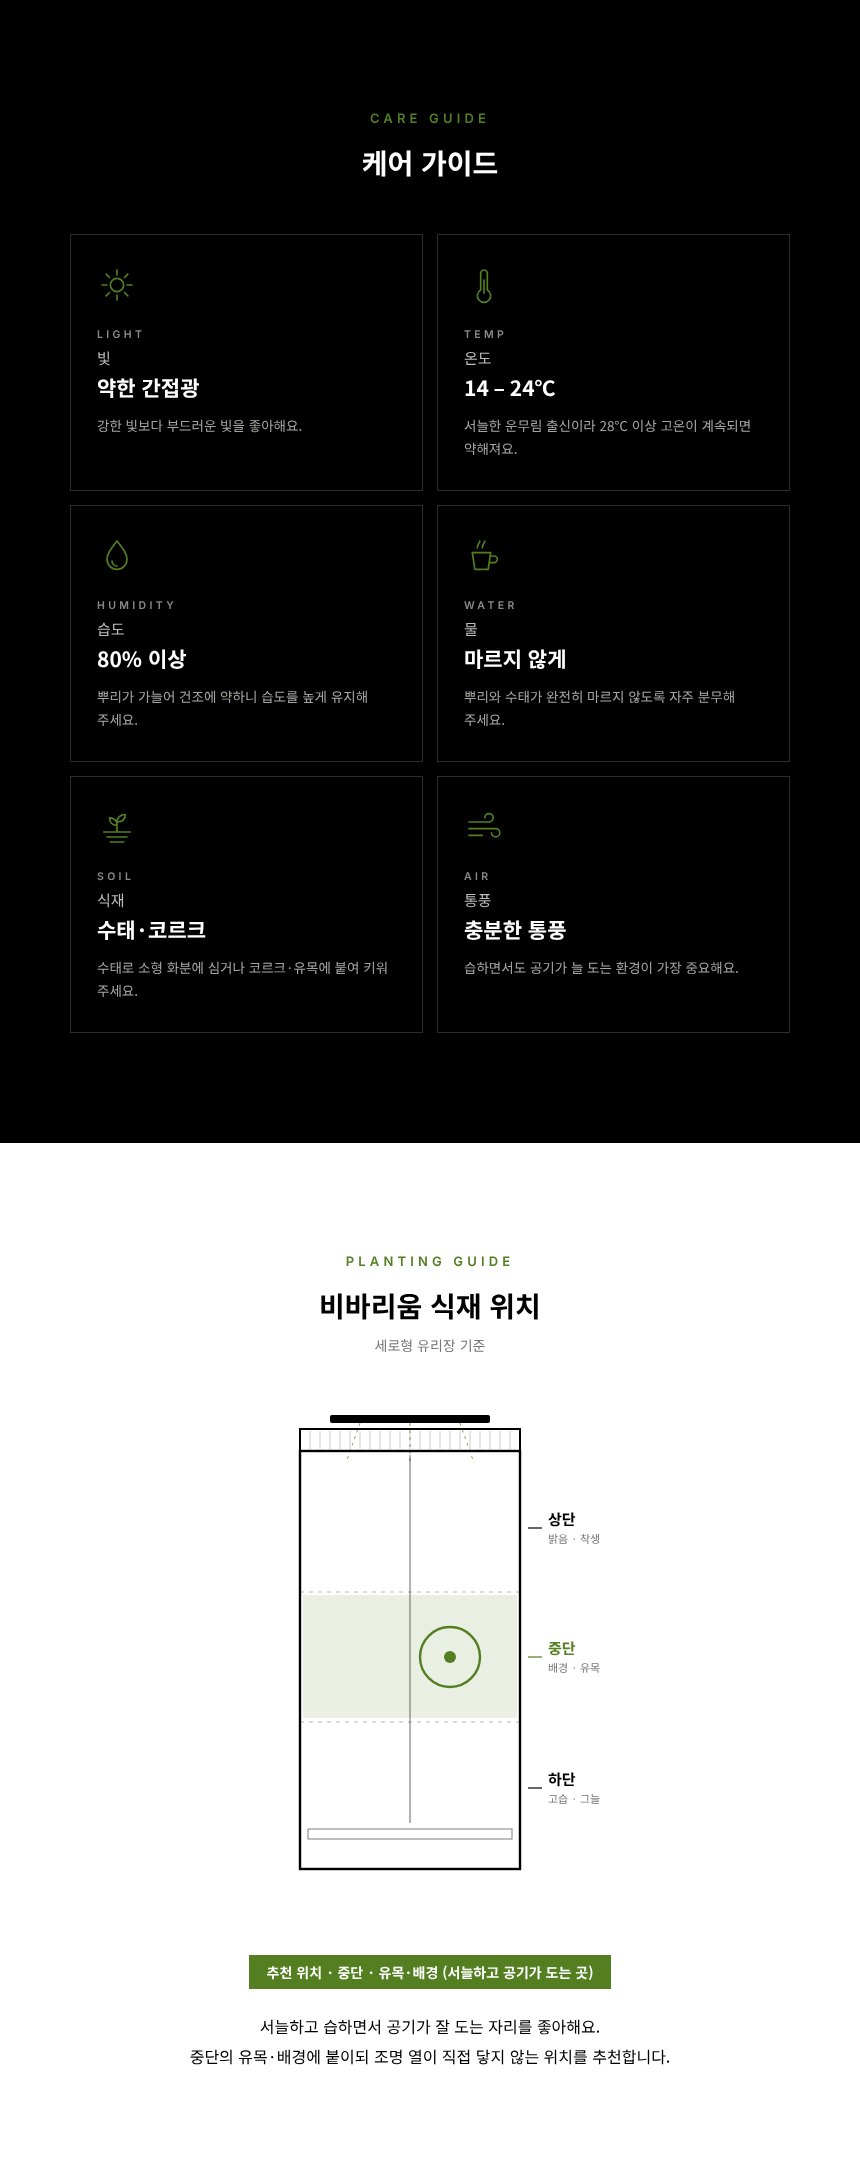 CARE GUIDE
케어 가이드
LIGHT
빛
약한 간접광
강한 빛보다 부드러운 빛을 좋아해요.
TEMP
온도
14 – 24℃
서늘한 운무림 출신이라 28℃ 이상 고온이 계속되면
약해져요.
HUMIDITY
습도
80% 이상
뿌리가 가늘어 건조에 약하니 습도를 높게 유지해
주세요.
WATER
물
마르지 않게
뿌리와 수태가 완전히 마르지 않도록 자주 분무해
주세요.
SOIL
식재
수태·코르크
수태로 소형 화분에 심거나 코르크·유목에 붙여 키워
주세요.
AIR
통풍
충분한 통풍
습하면서도 공기가 늘 도는 환경이 가장 중요해요.
PLANTING GUIDE
비바리움 식재 위치
세로형 유리장 기준
상단
밝음 · 착생
중단
배경 · 유목
하단
고습 · 그늘
추천 위치 · 중단 · 유목·배경 (서늘하고 공기가 도는 곳)
서늘하고 습하면서 공기가 잘 도는 자리를 좋아해요.
중단의 유목·배경에 붙이되 조명 열이 직접 닿지 않는 위치를 추천합니다.